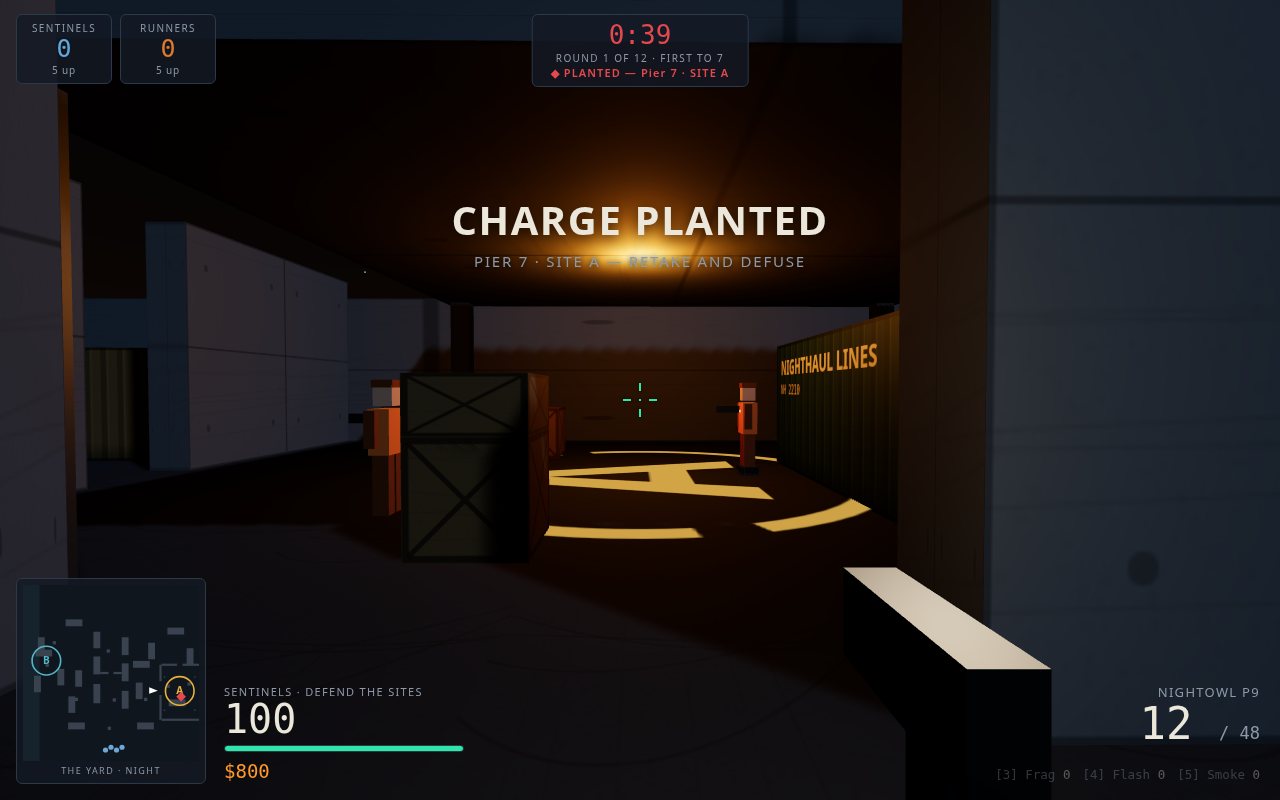 SENTINELS
0
5 up
RUNNERS
0
5 up
0:39
ROUND 1 OF 12 · FIRST TO 7
◆ PLANTED — Pier 7 · SITE A
CHARGE PLANTED
PIER 7 · SITE A — RETAKE AND DEFUSE
NIGHTHAUL LINES
NH 2210
A
B
A
THE YARD · NIGHT
SENTINELS · DEFEND THE SITES
100
$800
NIGHTOWL P9
12 / 48
[3] Frag 0 [4] Flash 0 [5] Smoke 0